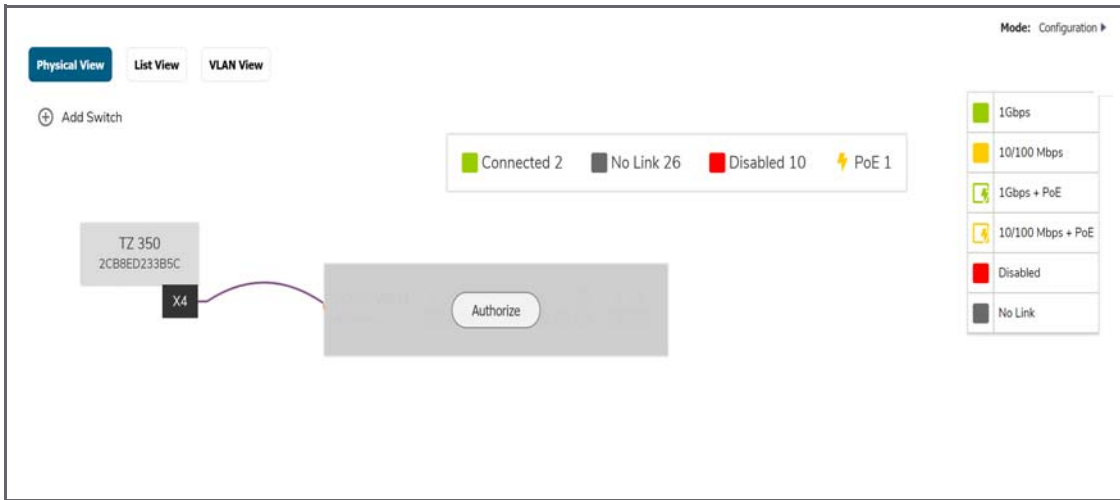 Mode: Configuration
Physical View List View VLAN View
Add Switch
Connected 2 No Link 26 Disabled 10 PoE 1
1Gbps
10/100 Mbps
1Gbps + PoE
10/100 Mbps + PoE
Disabled
No Link
TZ 350
2CB8ED233B5C
X4
Authorize